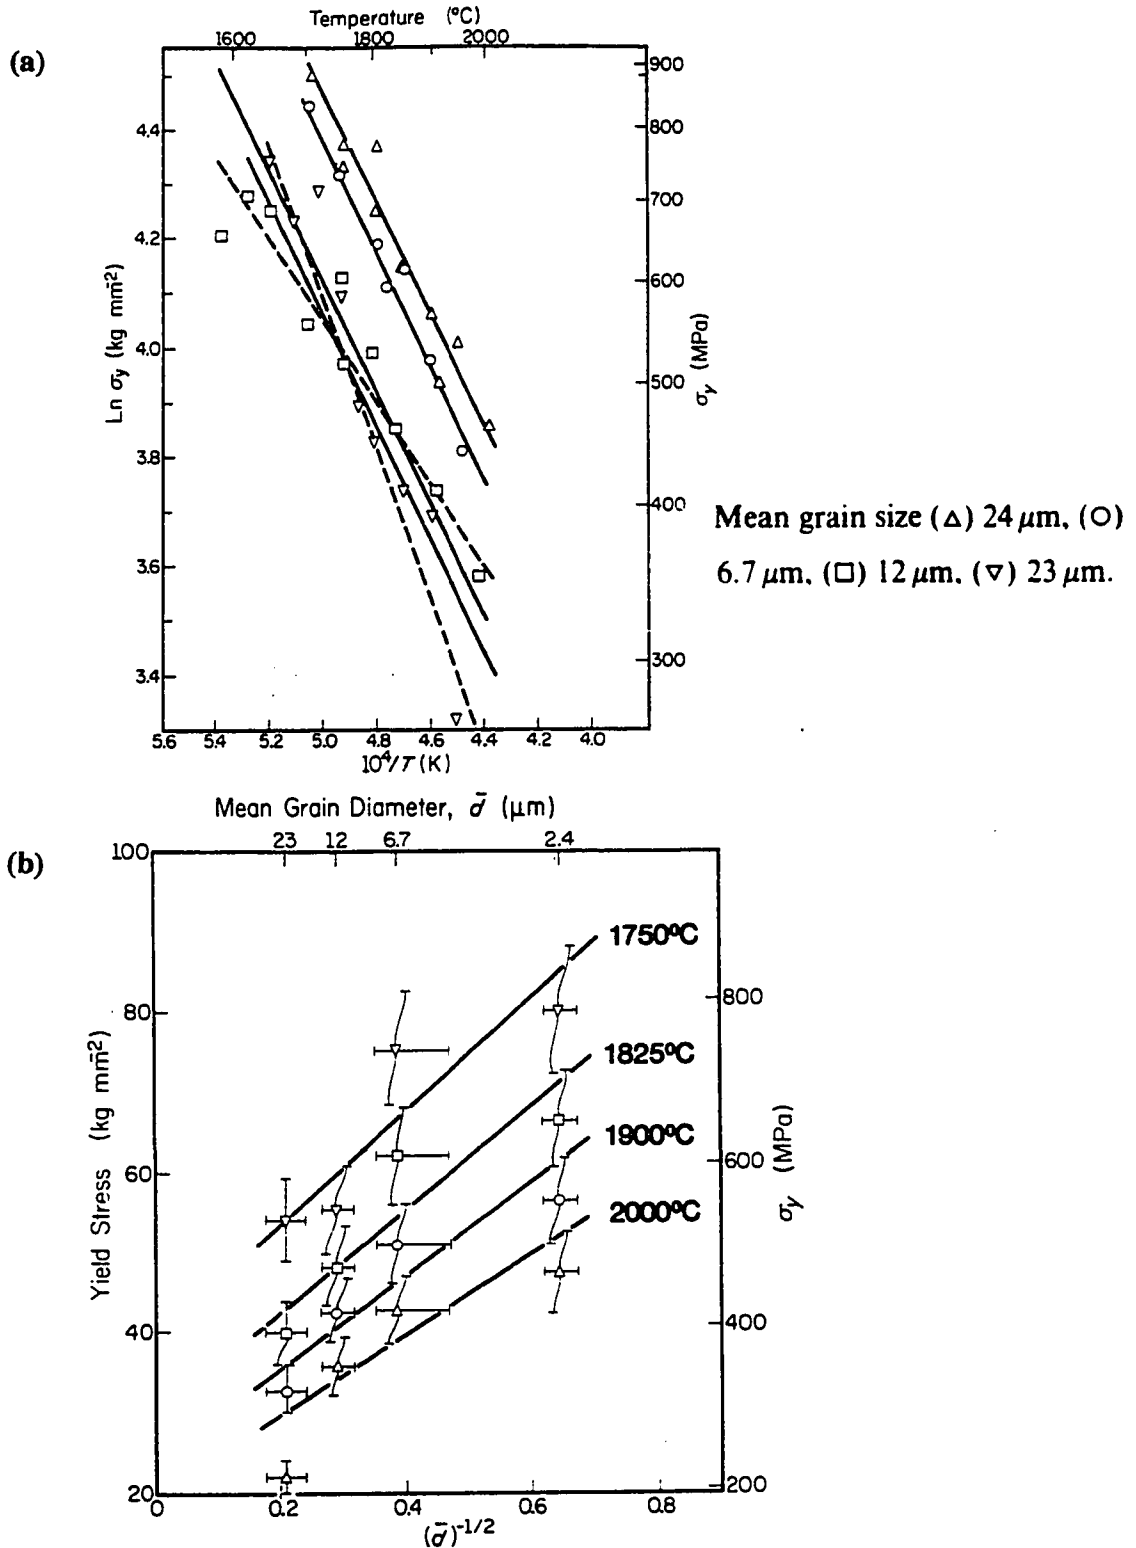 (a)
Temperature (°C)
1600 1800 2000
4.4
4.2
4.0
3.8
3.6
3.4
Ln σy (kg mm⁻²)
900
800
700
600
500
400
300
σy (MPa)
5.6 5.4 5.2 5.0 4.8 4.6 4.4 4.2 4.0
10⁴/T (K)
Mean grain size (△) 24 μm, (○)
6.7 μm, (□) 12 μm, (▽) 23 μm.
(b)
Mean Grain Diameter, d̄ (μm)
23 12 6.7 2.4
100
80
60
40
20
Yield Stress (kg mm⁻²)
1750°C
1825°C
1900°C
2000°C
800
600
400
200
σy (MPa)
0 0.2 0.4 0.6 0.8
(d̄)⁻¹/²